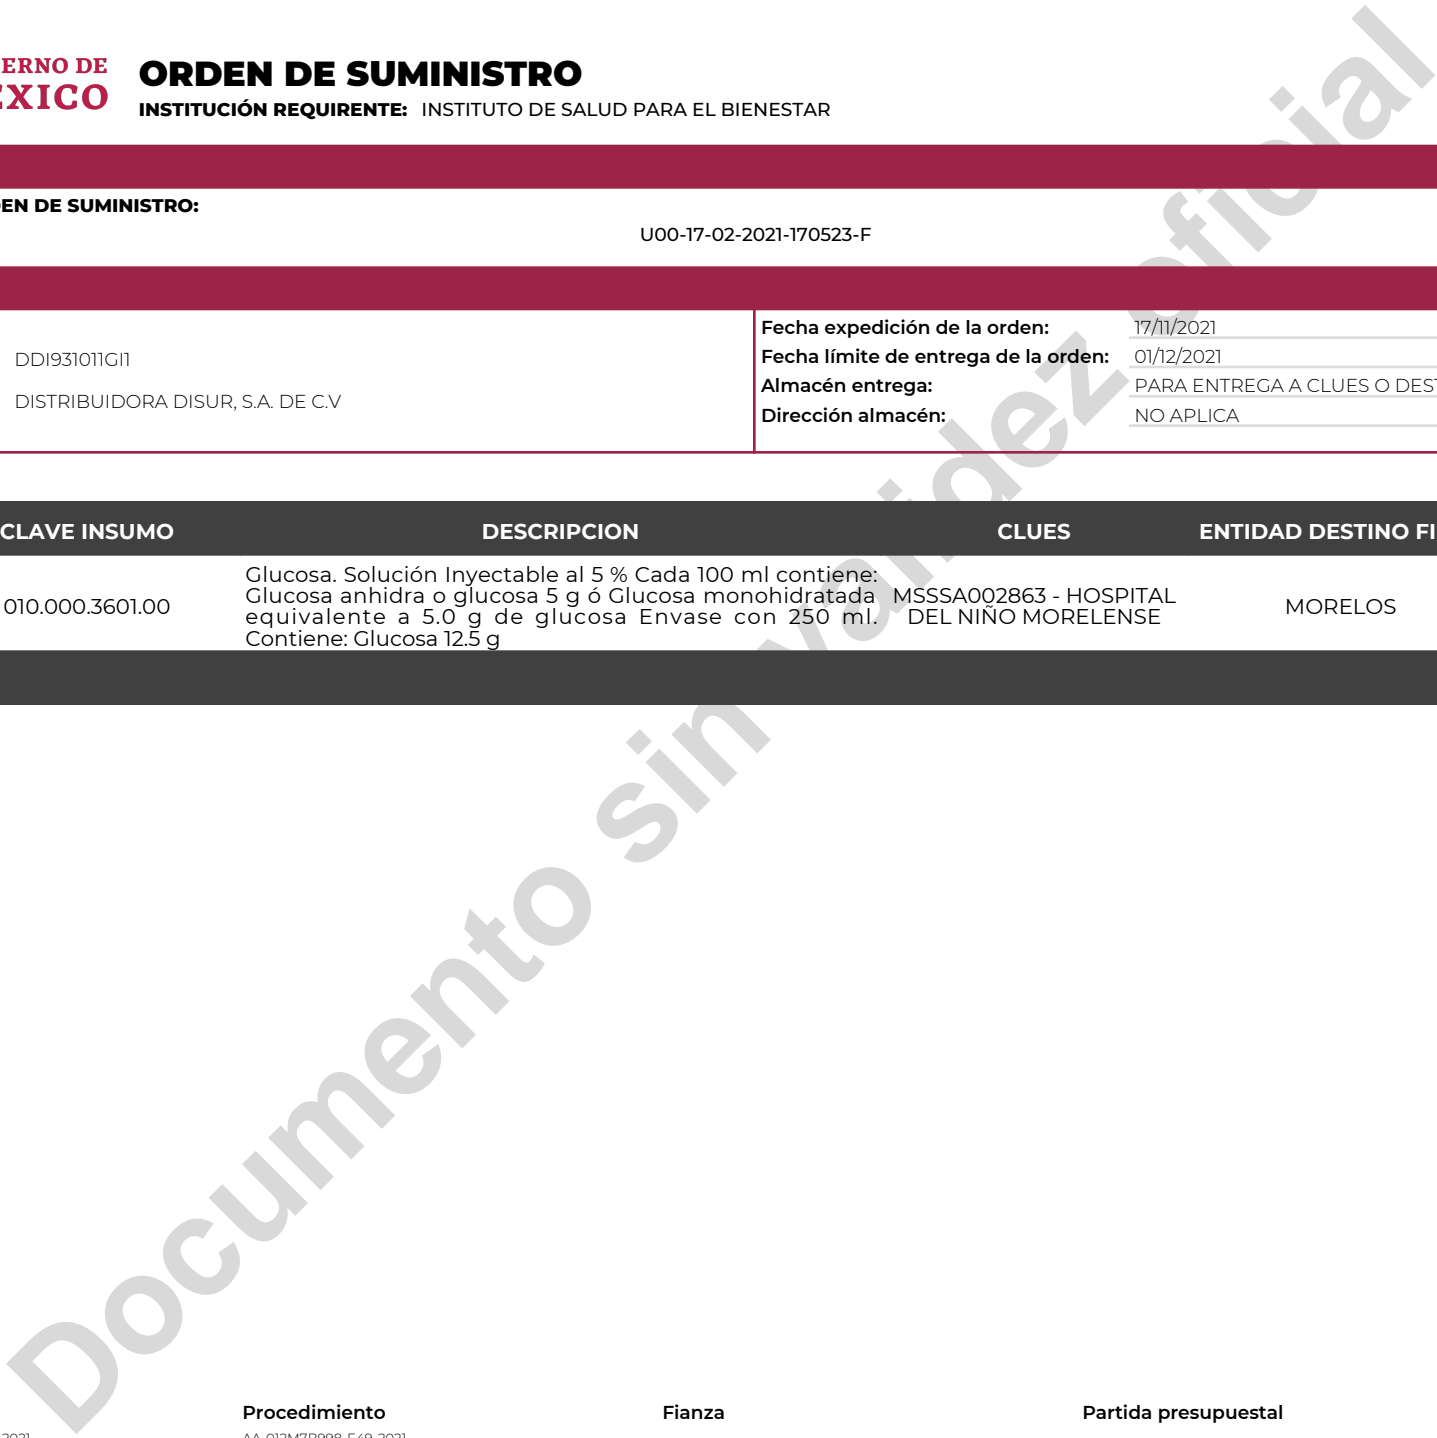 ERNO DE
EXICO
ORDEN DE SUMINISTRO
INSTITUCIÓN REQUIRENTE: INSTITUTO DE SALUD PARA EL BIENESTAR
EN DE SUMINISTRO:
U00-17-02-2021-170523-F
DDI931011GI1
DISTRIBUIDORA DISUR, S.A. DE C.V
Fecha expedición de la orden: 17/11/2021
Fecha límite de entrega de la orden: 01/12/2021
Almacén entrega: PARA ENTREGA A CLUES O DEST
Dirección almacén: NO APLICA
CLAVE INSUMO DESCRIPCION CLUES ENTIDAD DESTINO FI
010.000.3601.00
Glucosa. Solución Inyectable al 5 % Cada 100 ml contiene:
Glucosa anhidra o glucosa 5 g ó Glucosa monohidratada
equivalente a 5.0 g de glucosa Envase con 250 ml.
Contiene: Glucosa 12.5 g
MSSSA002863 - HOSPITAL
DEL NIÑO MORELENSE
MORELOS
Documento sin validez oficial
Procedimiento Fianza Partida presupuestal